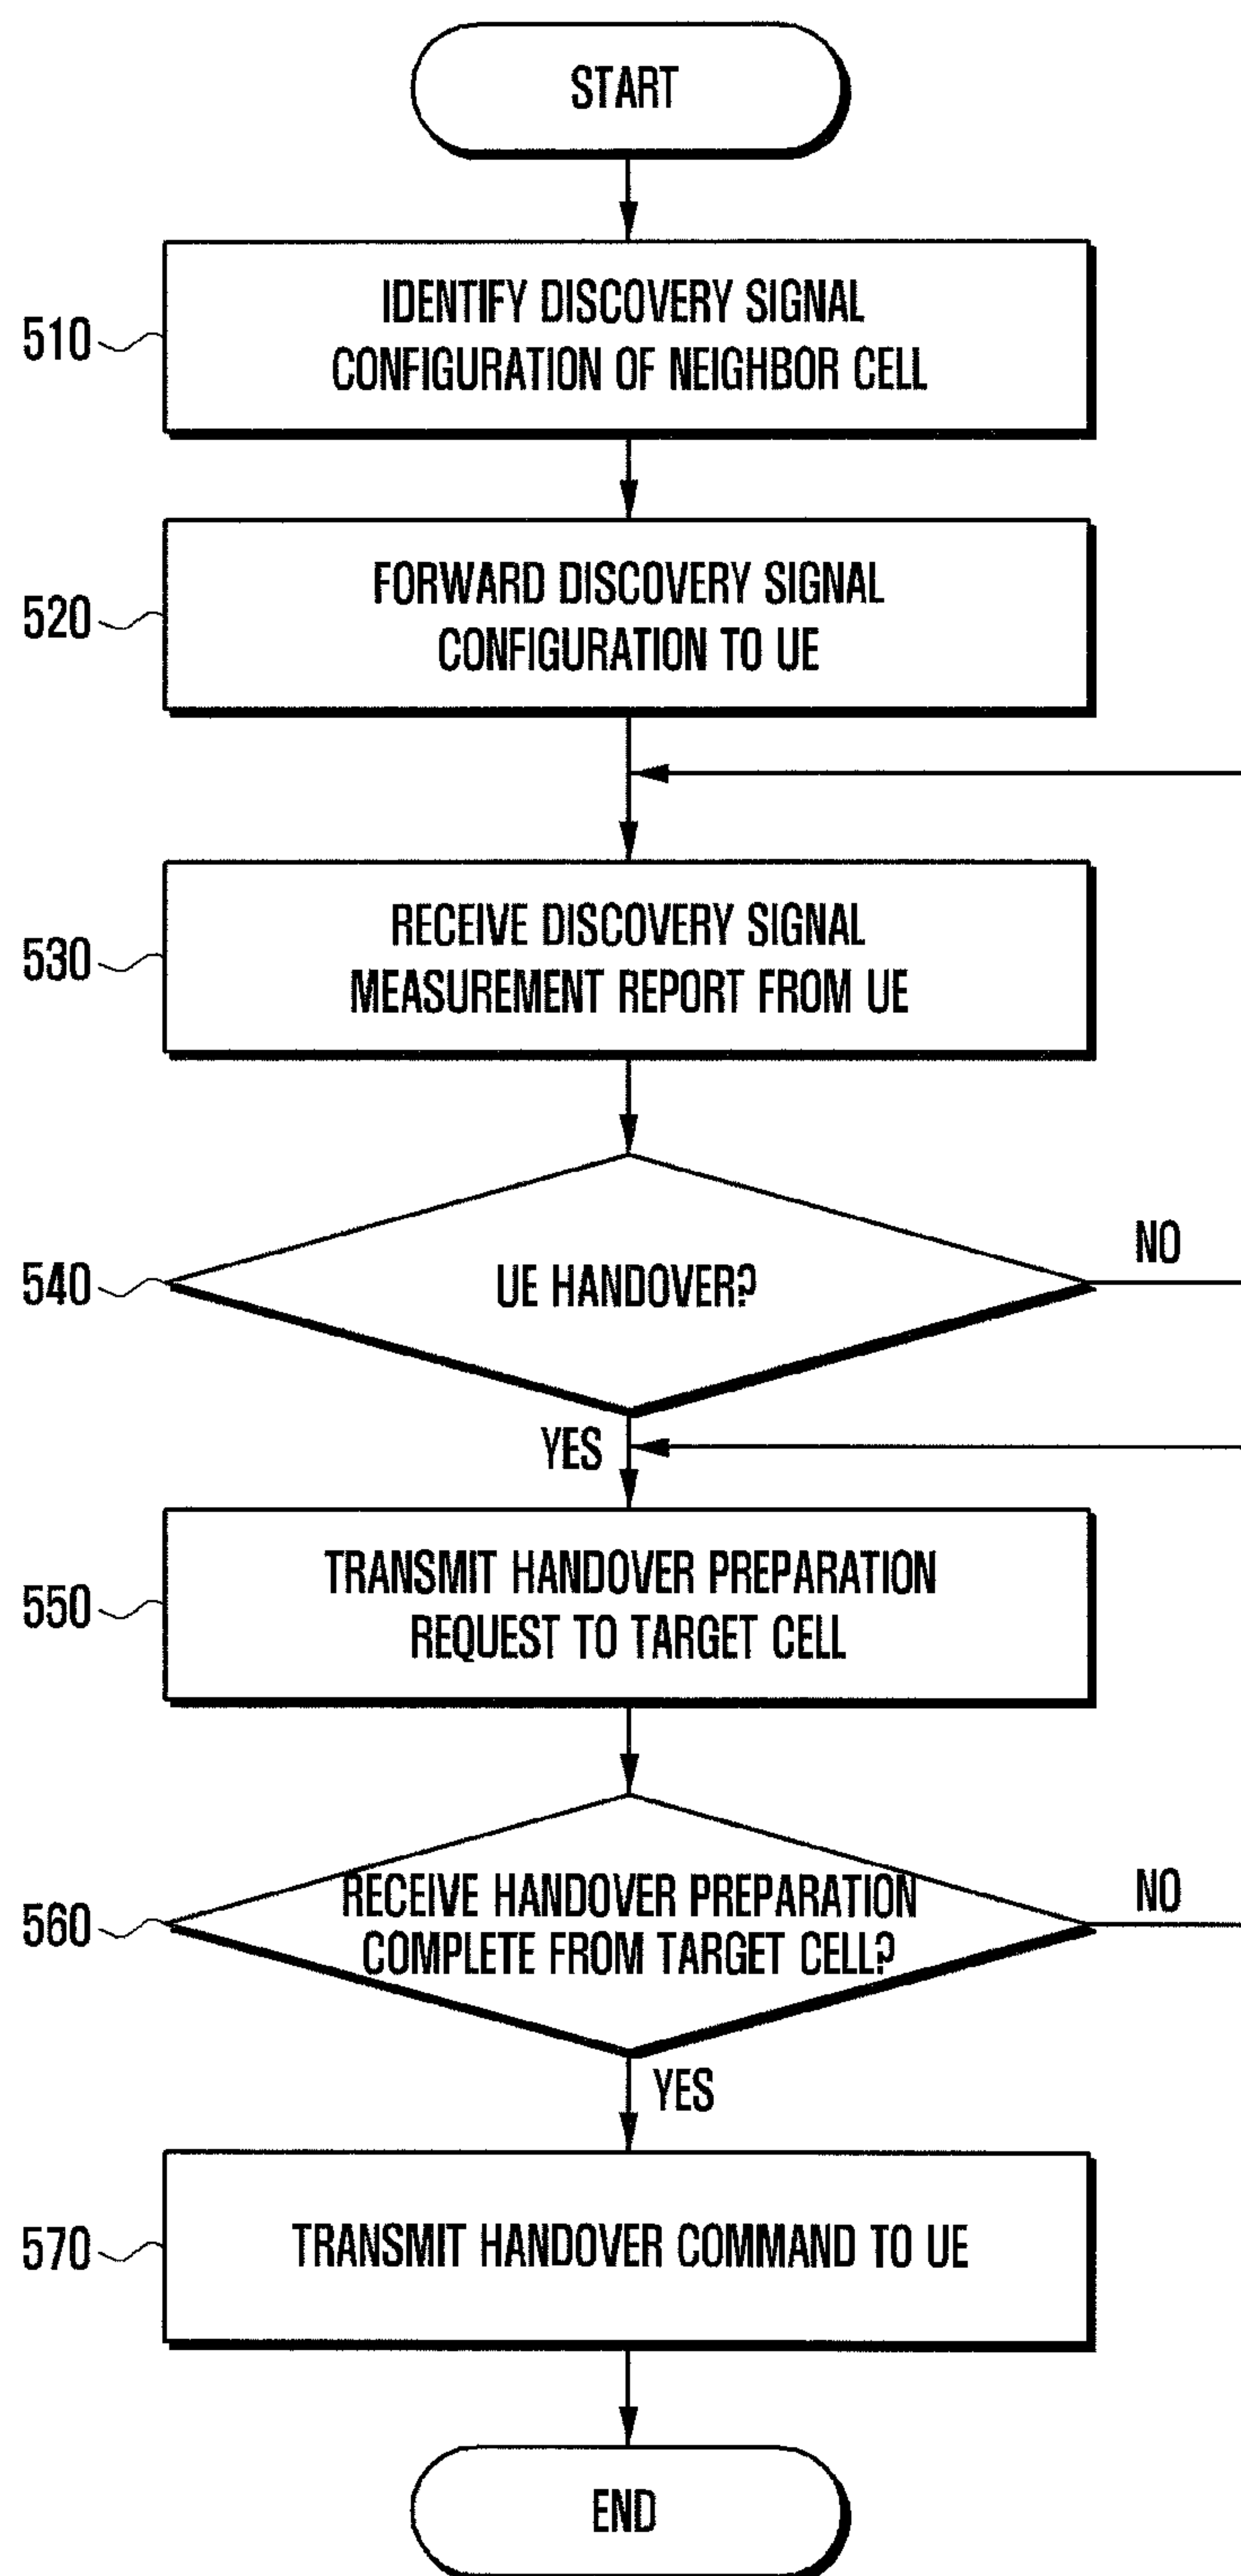 START
510
IDENTIFY DISCOVERY SIGNAL
CONFIGURATION OF NEIGHBOR CELL
520
FORWARD DISCOVERY SIGNAL
CONFIGURATION TO UE
530
RECEIVE DISCOVERY SIGNAL
MEASUREMENT REPORT FROM UE
540
UE HANDOVER?
NO
YES
550
TRANSMIT HANDOVER PREPARATION
REQUEST TO TARGET CELL
560
RECEIVE HANDOVER PREPARATION
COMPLETE FROM TARGET CELL?
NO
YES
570
TRANSMIT HANDOVER COMMAND TO UE
END